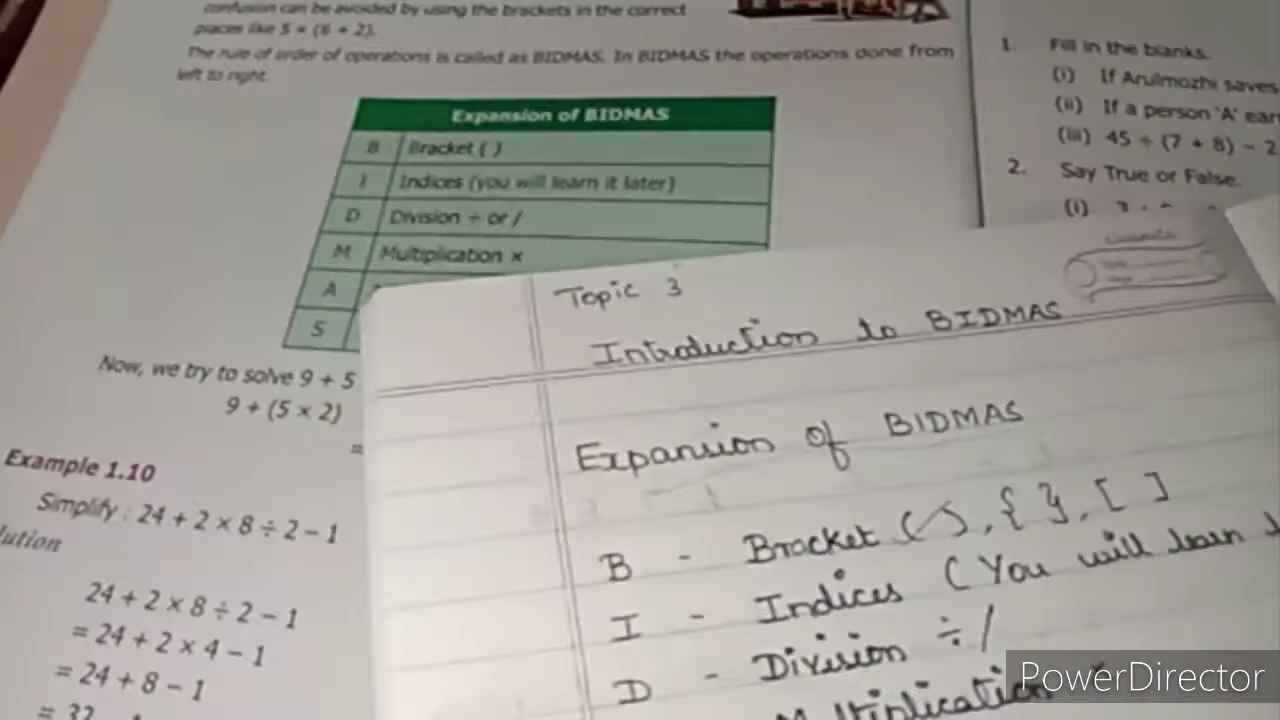 confusion can be avoided by using the brackets in the correct
places like 5 × (6 + 2).
The rule of order of operations is called as BIDMAS. In BIDMAS the operations done from
left to right.
Expansion of BIDMAS
B Bracket ( )
I Indices (you will learn it later)
D Division ÷ or /
M Multiplication ×
A
S
Now, we try to solve 9 + 5
9 + (5 × 2)
=
Example 1.10
Simplify : 24 + 2 × 8 ÷ 2 – 1
lution
24 + 2 × 8 ÷ 2 – 1
= 24 + 2 × 4 – 1
= 24 + 8 – 1
= 32
1. Fill in the blanks.
(i) If Arulmozhi saves
(ii) If a person 'A' ear
(iii) 45 ÷ (7 + 8) – 2
2. Say True or False.
(i)
Topic 3
Introduction to BIDMAS
Expansion of BIDMAS
B - Bracket ( ), { }, [ ]
I - Indices (You will learn
D - Division ÷ /
Multiplication
PowerDirector